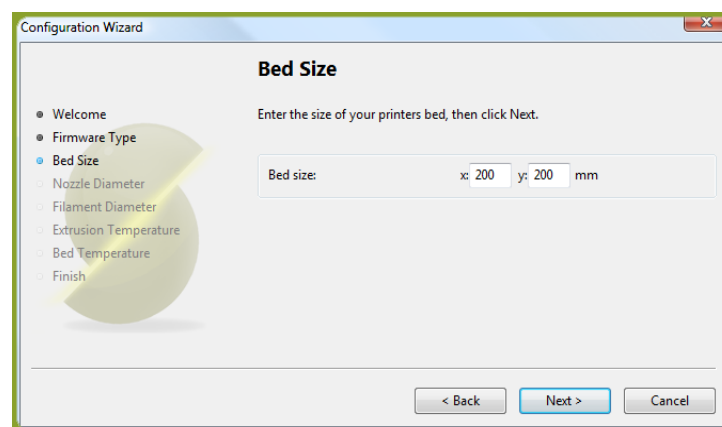 Configuration Wizard
Bed Size
Welcome
Firmware Type
Bed Size
Nozzle Diameter
Filament Diameter
Extrusion Temperature
Bed Temperature
Finish
Enter the size of your printers bed, then click Next.
Bed size: x: 200 y: 200 mm
< Back Next > Cancel